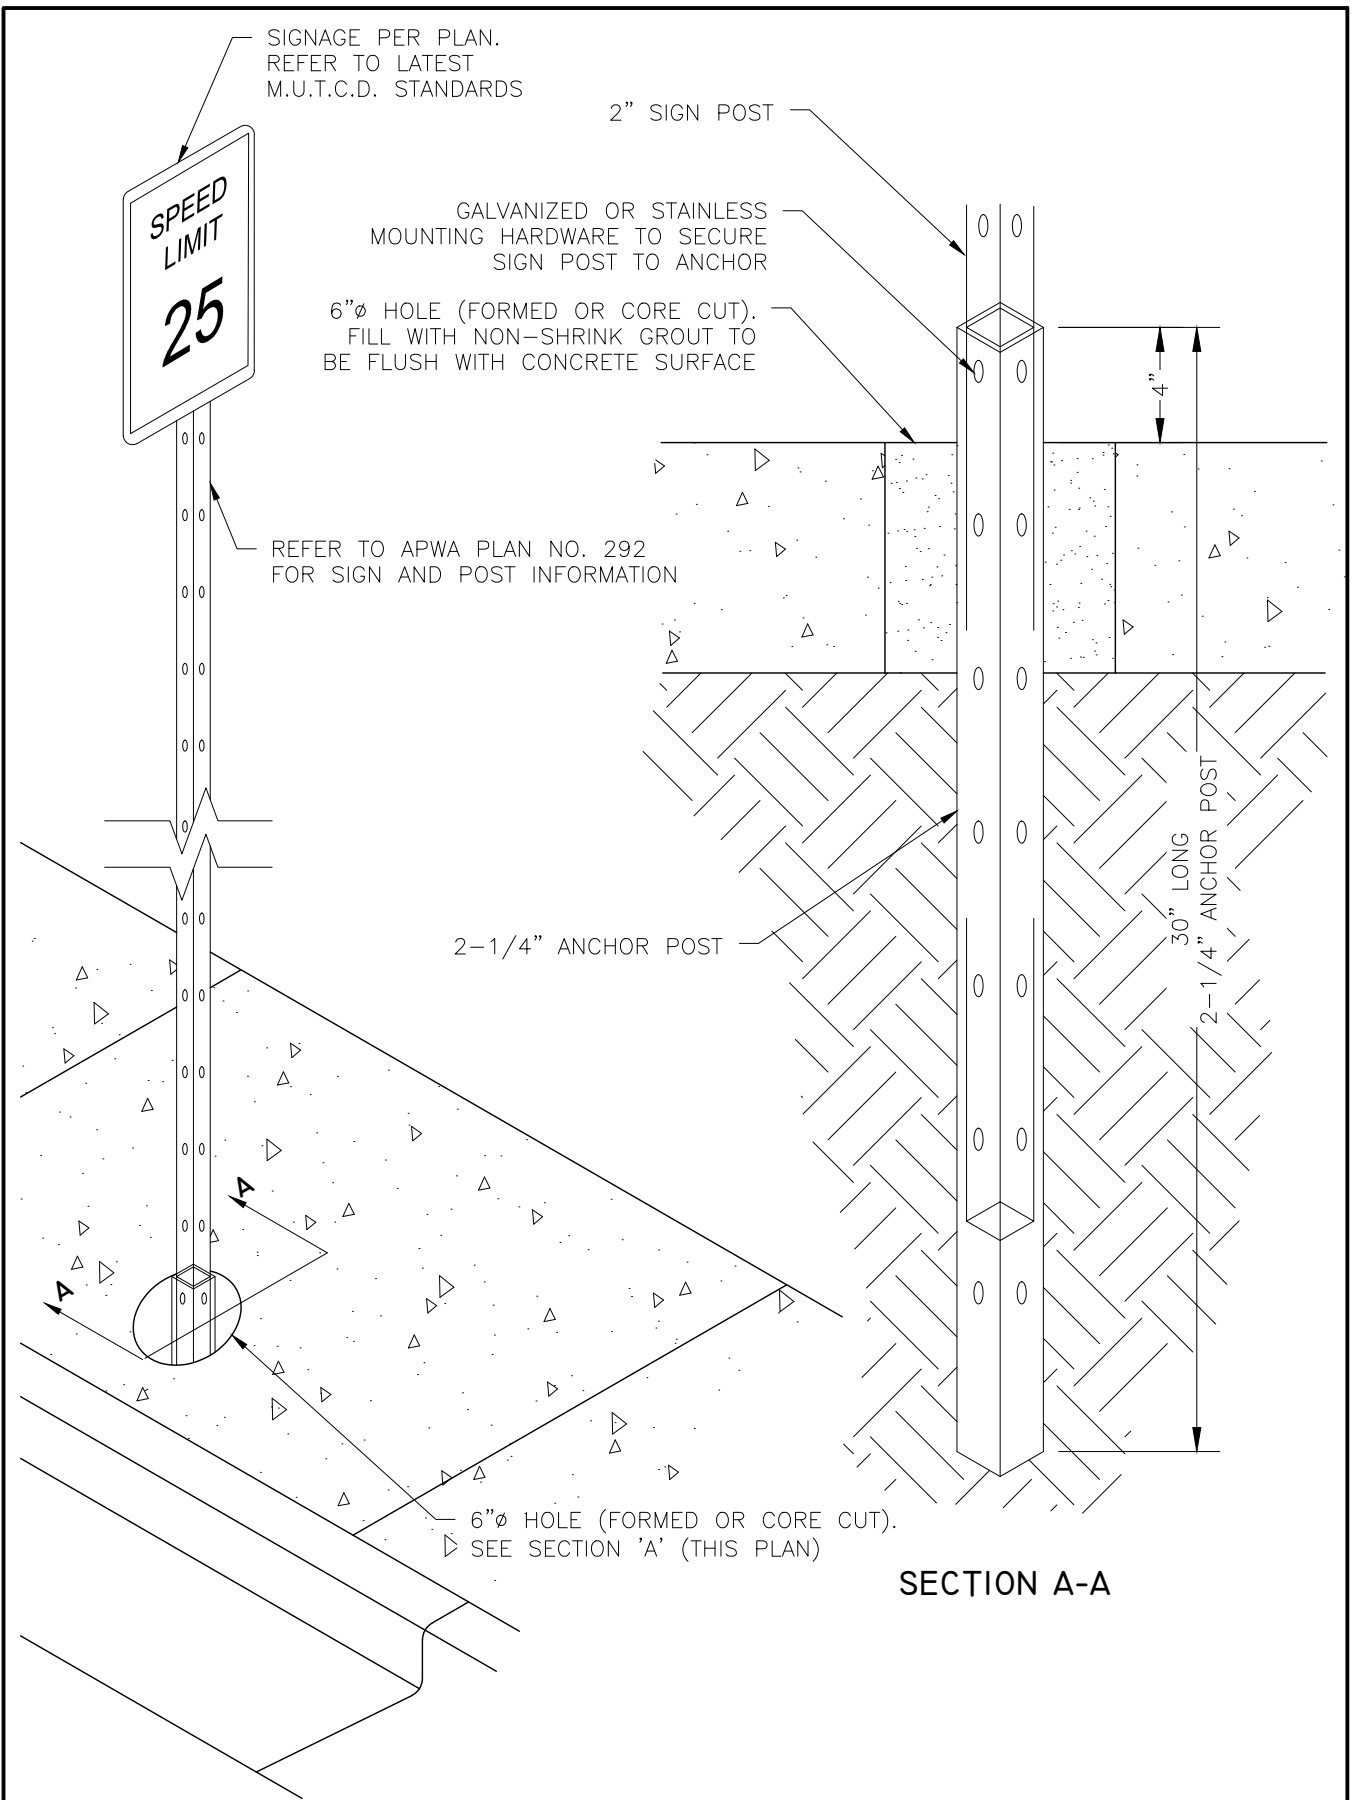 SIGNAGE PER PLAN.
REFER TO LATEST
M.U.T.C.D. STANDARDS
SPEED
LIMIT
25
2” SIGN POST
GALVANIZED OR STAINLESS
MOUNTING HARDWARE TO SECURE
SIGN POST TO ANCHOR
6”ø HOLE (FORMED OR CORE CUT).
FILL WITH NON-SHRINK GROUT TO
BE FLUSH WITH CONCRETE SURFACE
4”
REFER TO APWA PLAN NO. 292
FOR SIGN AND POST INFORMATION
30” LONG
2-1/4” ANCHOR POST
2-1/4” ANCHOR POST
A
A
6”ø HOLE (FORMED OR CORE CUT).
SEE SECTION 'A' (THIS PLAN)
SECTION A-A